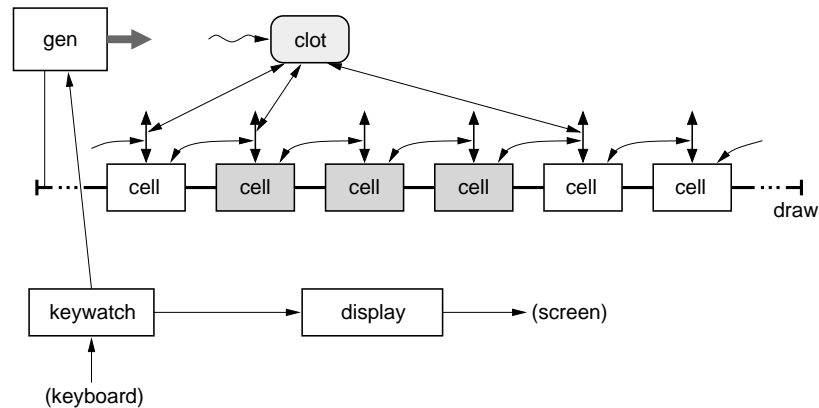 gen
clot
cell cell cell cell cell cell
draw
keywatch
display
(screen)
(keyboard)